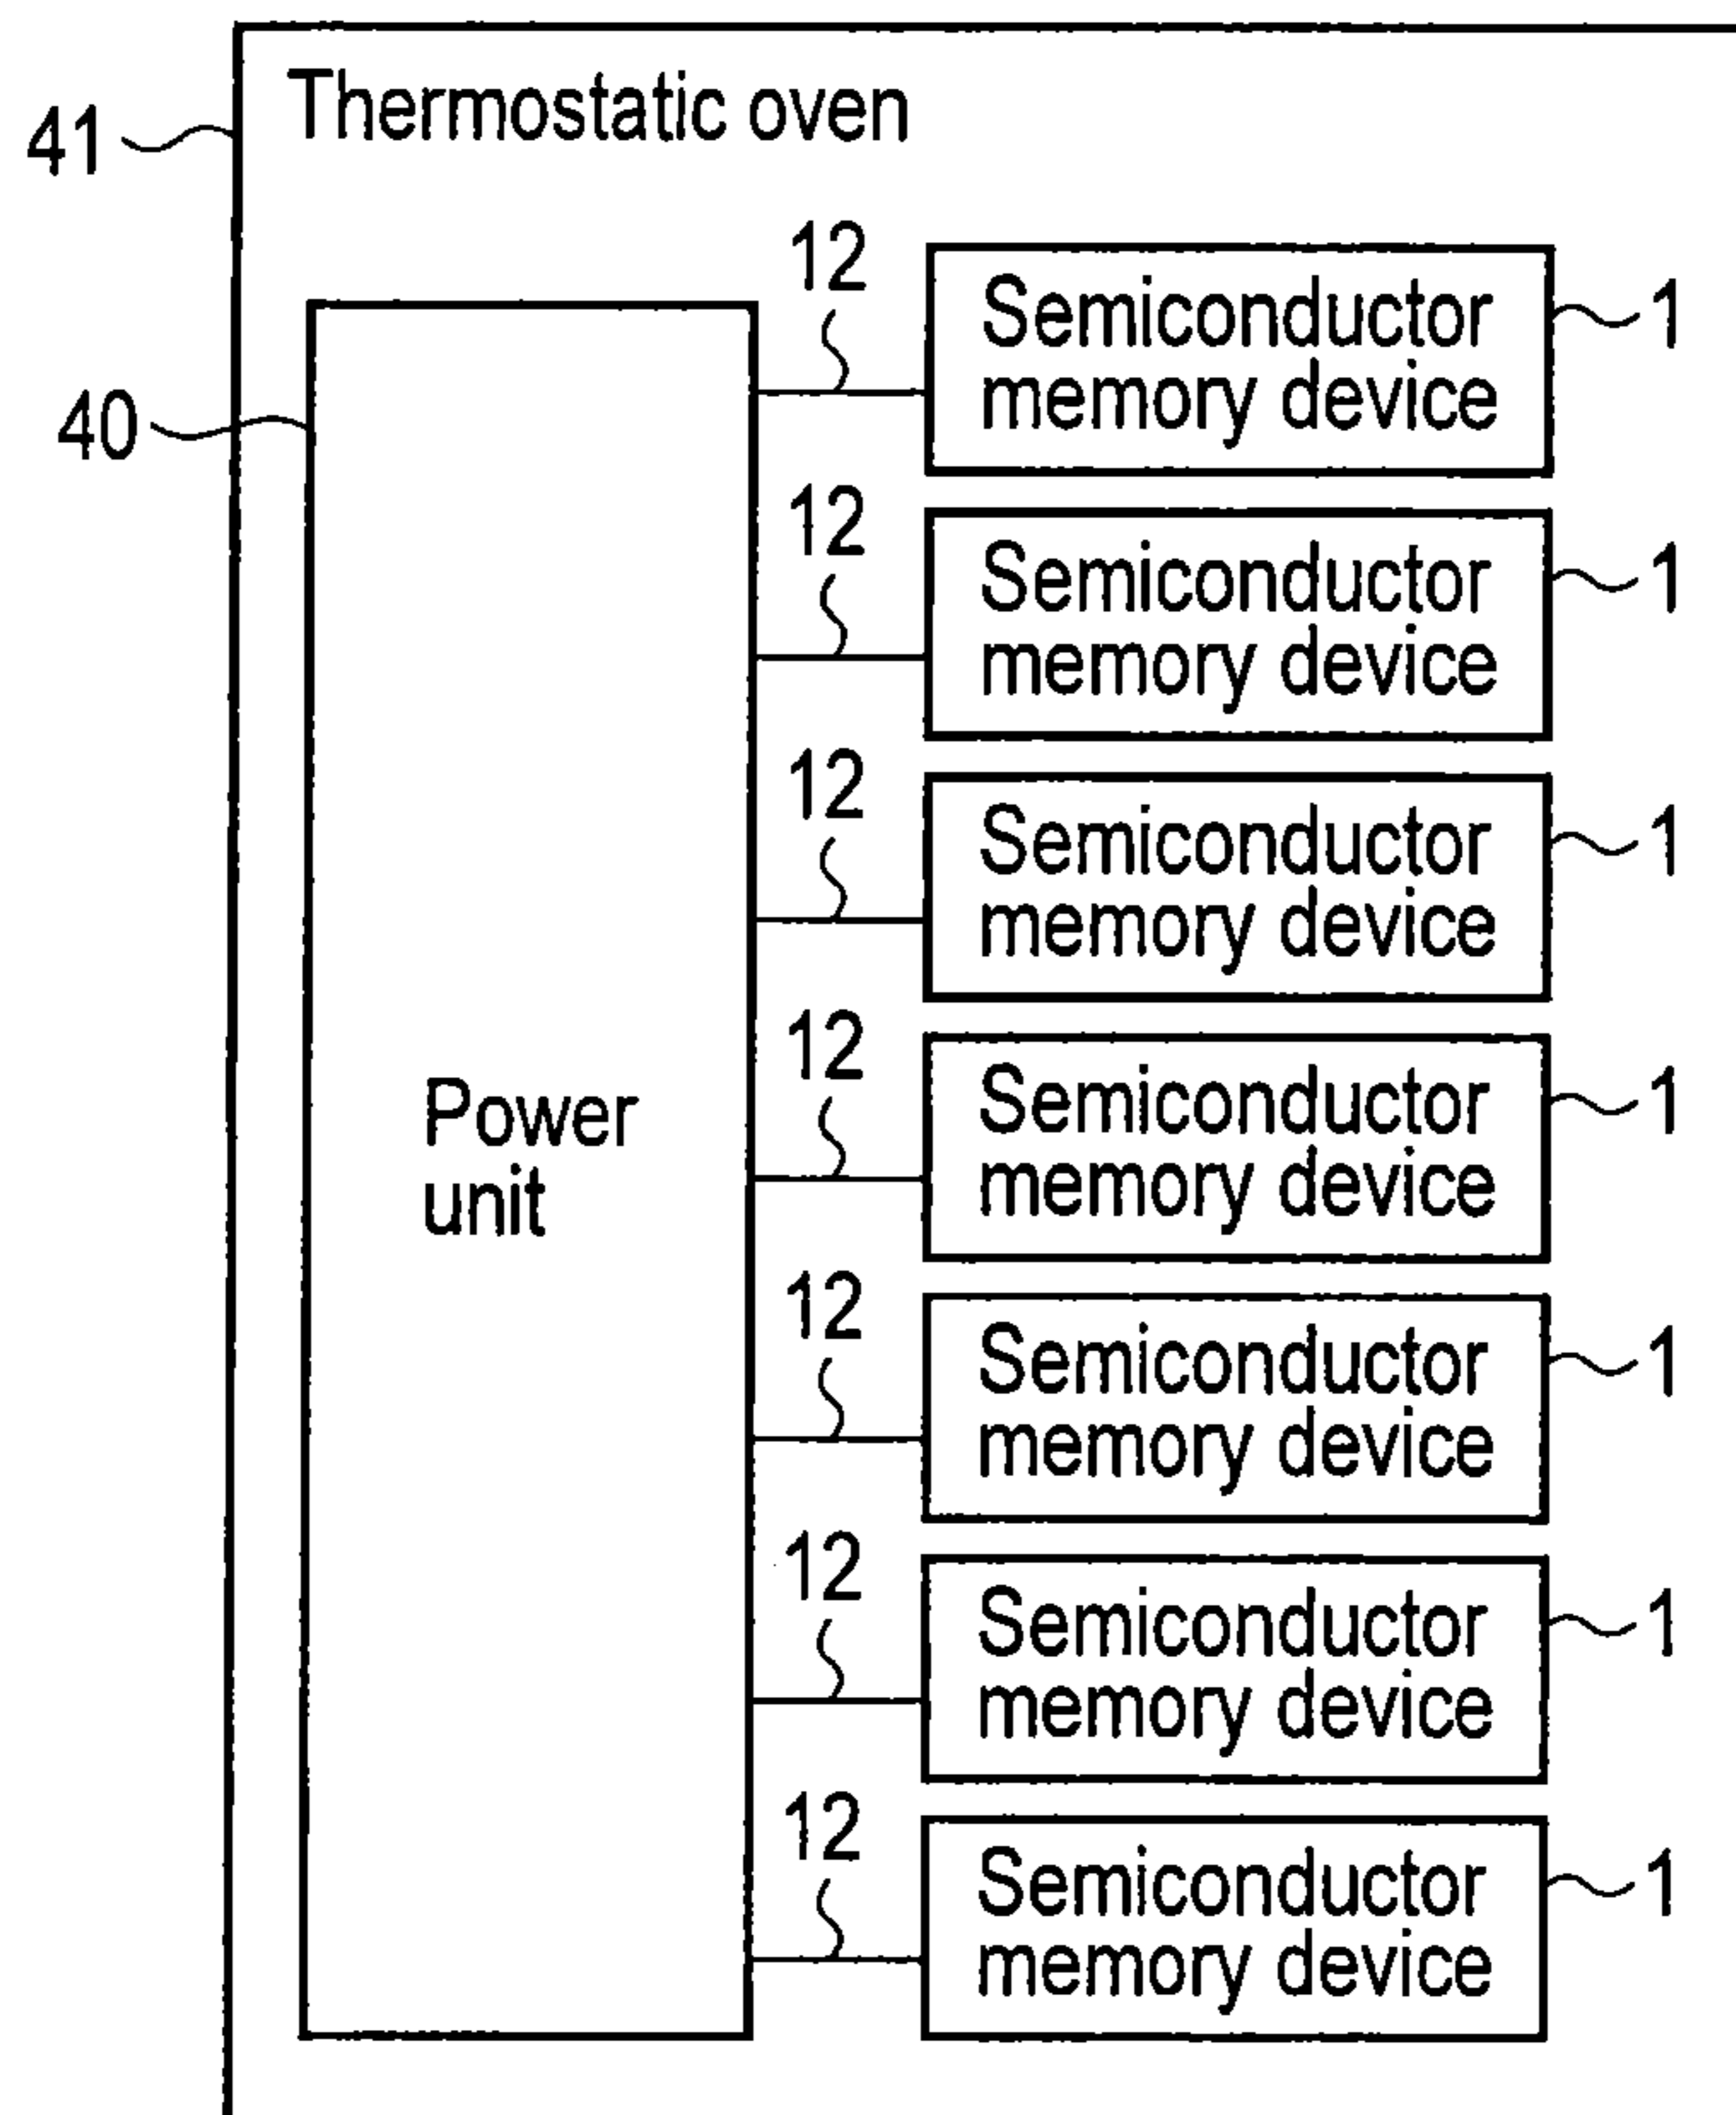 Thermostatic oven
41
12
Semiconductor
memory device
1
40
12
Semiconductor
memory device
1
12
Semiconductor
memory device
1
12
Semiconductor
memory device
1
Power
unit
12
Semiconductor
memory device
1
12
Semiconductor
memory device
1
12
Semiconductor
memory device
1